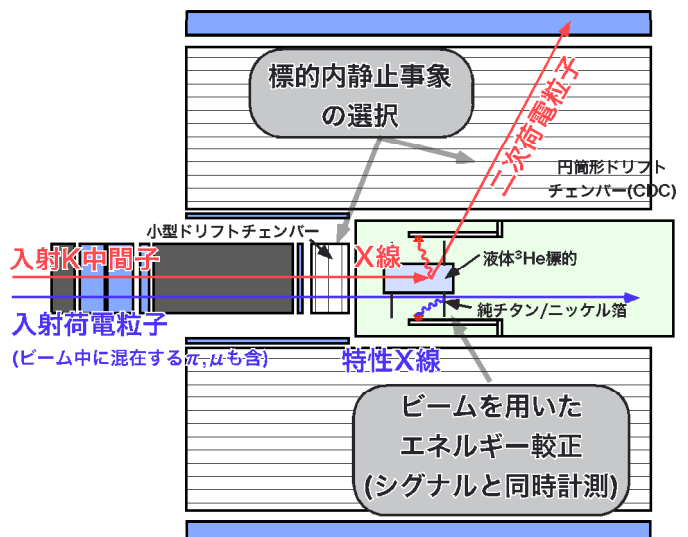 標的内静止事象
の選択
二次荷電粒子
円筒形ドリフト
チェンバー(CDC)
小型ドリフトチェンバー
入射K中間子
X線
液体³He標的
入射荷電粒子
純チタン/ニッケル箔
(ビーム中に混在するπ,μも含)
特性X線
ビームを用いた
エネルギー較正
(シグナルと同時計測)